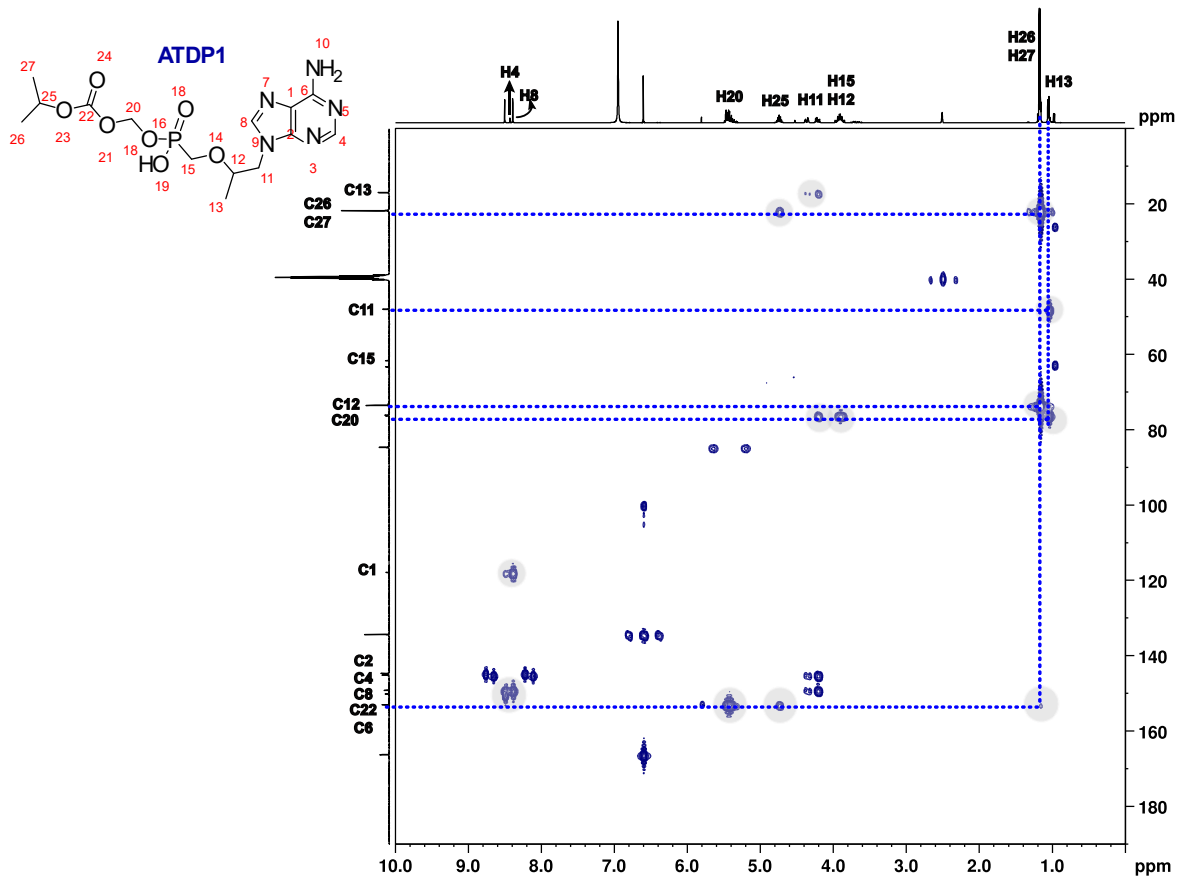 ATDP1
10
24
27
NH2
18
7
6
O
20
N
1
N
5
25
O
22
O
16
O
8
N
4
26
23
O
P
14
9
N
2
21
18
HO
O
12
3
19
15
11
13
H26
H27
H4
H8
H20
H25
H11
H15
H12
H13
ppm
C13
C26
C27
C11
C15
C12
C20
C1
C2
C4
C8
C22
C6
20
40
60
80
100
120
140
160
180
10.0 9.0 8.0 7.0 6.0 5.0 4.0 3.0 2.0 1.0 ppm